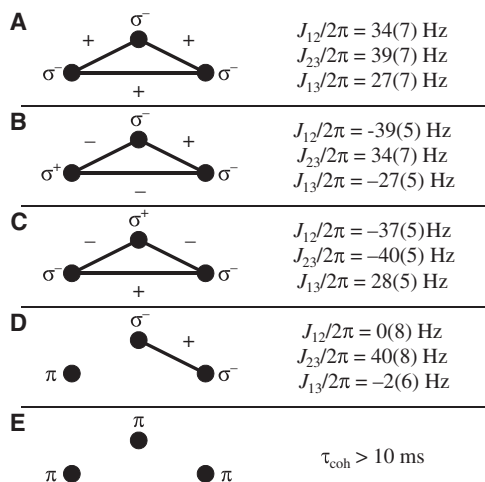 A
σ⁻
+ +
σ⁻ σ⁻
+
J₁₂/2π = 34(7) Hz
J₂₃/2π = 39(7) Hz
J₁₃/2π = 27(7) Hz
B
σ⁻
− +
σ⁺ σ⁻
−
J₁₂/2π = -39(5) Hz
J₂₃/2π = 34(7) Hz
J₁₃/2π = −27(5) Hz
C
σ⁺
− −
σ⁻ σ⁻
+
J₁₂/2π = −37(5)Hz
J₂₃/2π = −40(5) Hz
J₁₃/2π = 28(5) Hz
D
σ⁻
+
π σ⁻
J₁₂/2π = 0(8) Hz
J₂₃/2π = 40(8) Hz
J₁₃/2π = −2(6) Hz
E
π
π π
τcoh > 10 ms